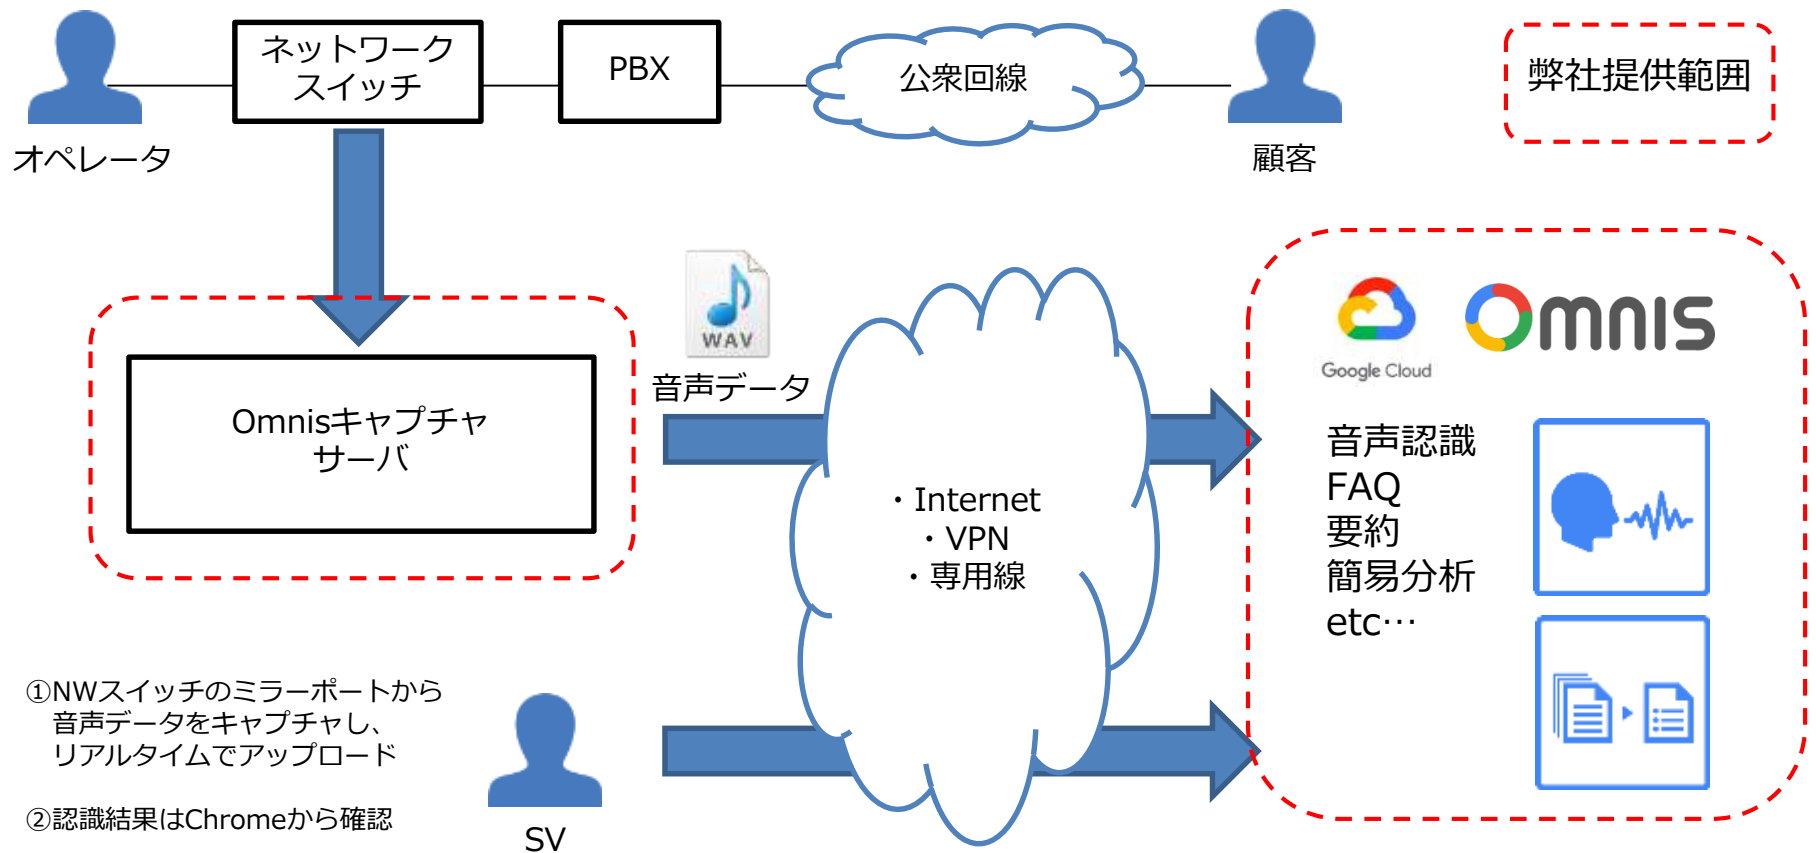 ネットワーク
スイッチ
PBX
公衆回線
弊社提供範囲
オペレータ
顧客
WAV
音声データ
Omnisキャプチャ
サーバ
・Internet
・VPN
・専用線
Google Cloud
OMNIS
音声認識
FAQ
要約
簡易分析
etc…
①NWスイッチのミラーポートから
音声データをキャプチャし、
リアルタイムでアップロード
②認識結果はChromeから確認
SV